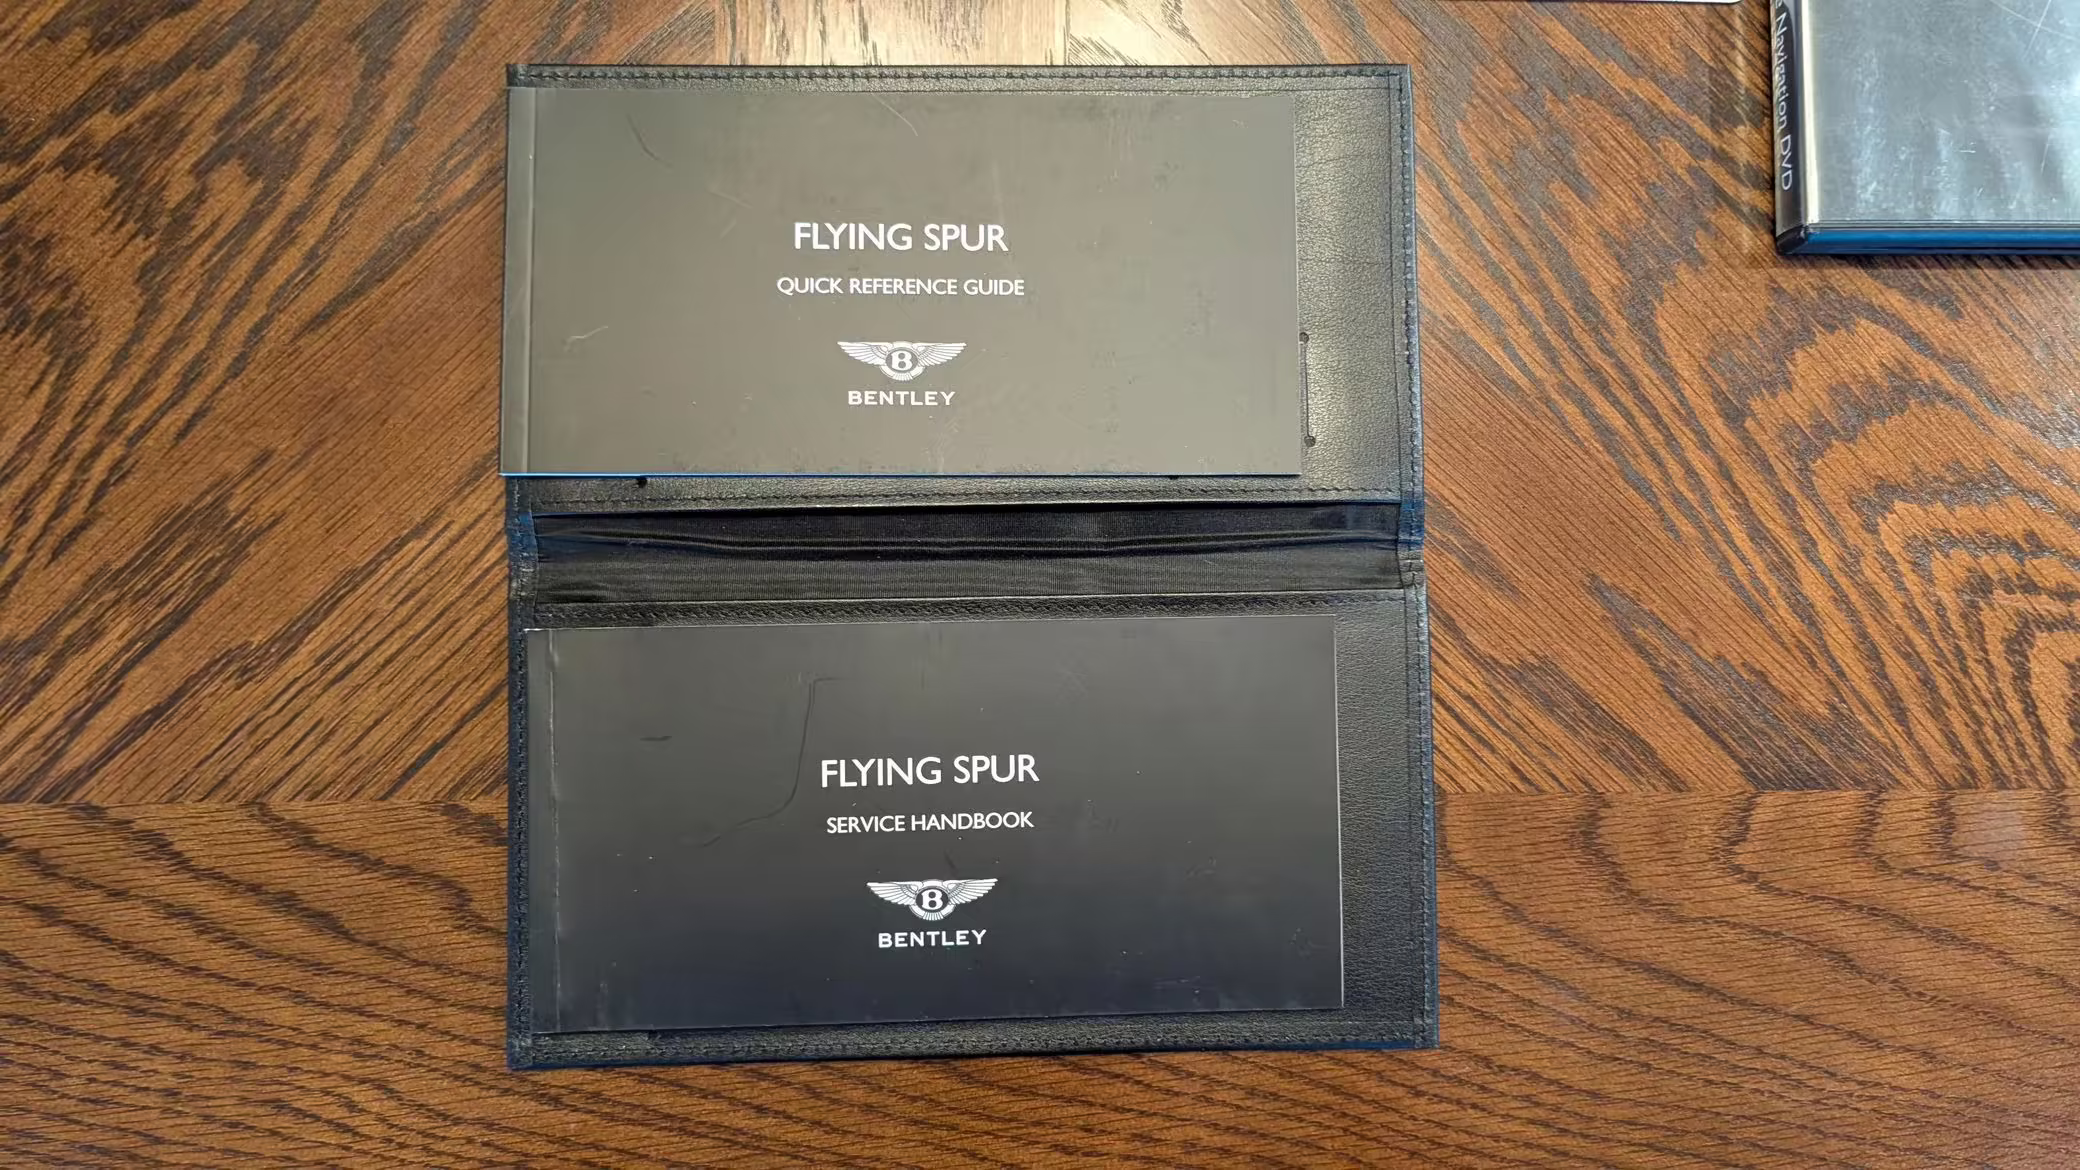 FLYING SPUR
QUICK REFERENCE GUIDE
B
BENTLEY
Navigation DVD
FLYING SPUR
SERVICE HANDBOOK
B
BENTLEY